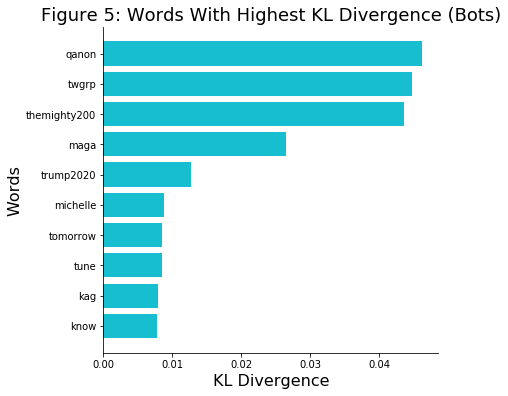 Figure 5: Words With Highest KL Divergence (Bots)
qanon
twgrp
themighty200
maga
trump2020
michelle
tomorrow
tune
kag
know
Words
0.00 0.01 0.02 0.03 0.04
KL Divergence